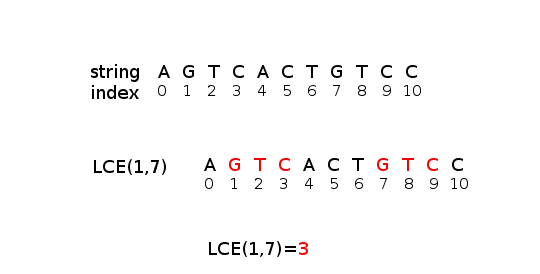 string A G T C A C T G T C C
index 0 1 2 3 4 5 6 7 8 9 10
LCE(1,7) A G T C A C T G T C C
0 1 2 3 4 5 6 7 8 9 10
LCE(1,7)=3